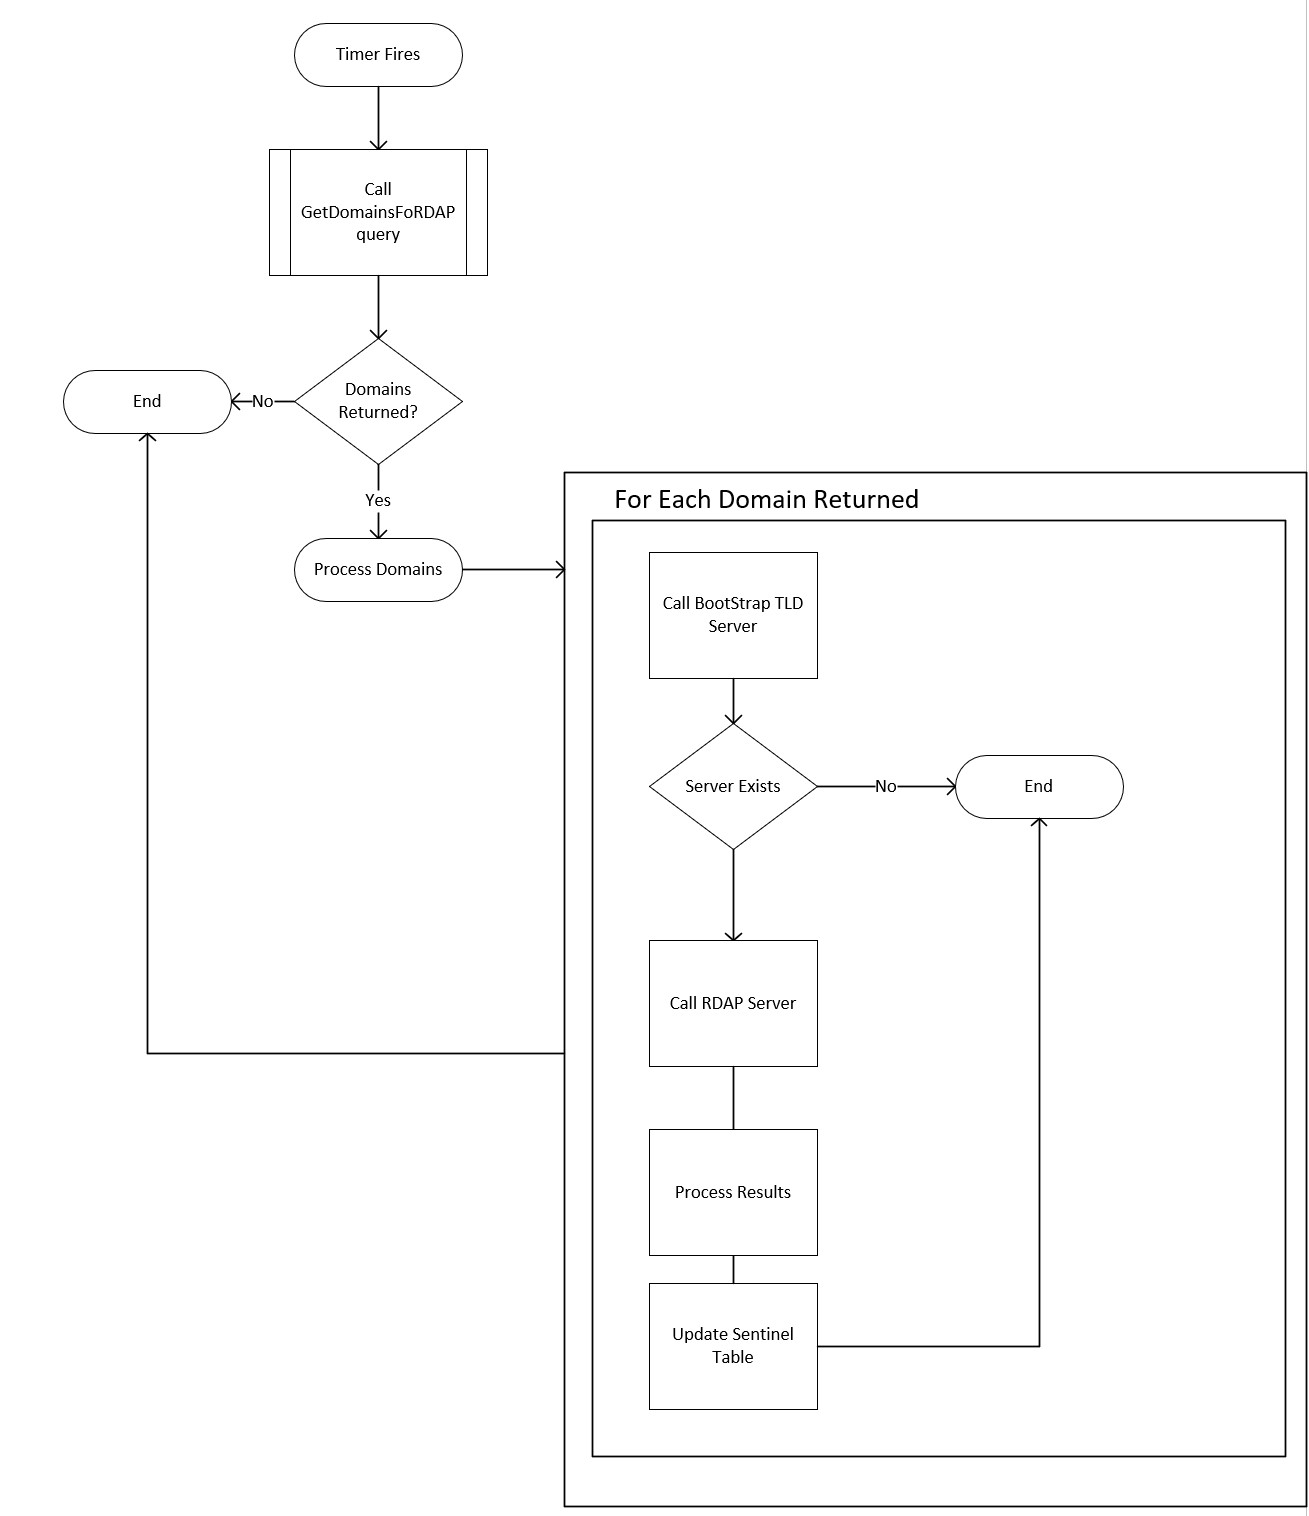 Timer Fires
Call
GetDomainsFoRDAP
query
Domains
Returned?
No
End
Yes
Process Domains
For Each Domain Returned
Call BootStrap TLD
Server
Server Exists
No
End
Call RDAP Server
Process Results
Update Sentinel
Table